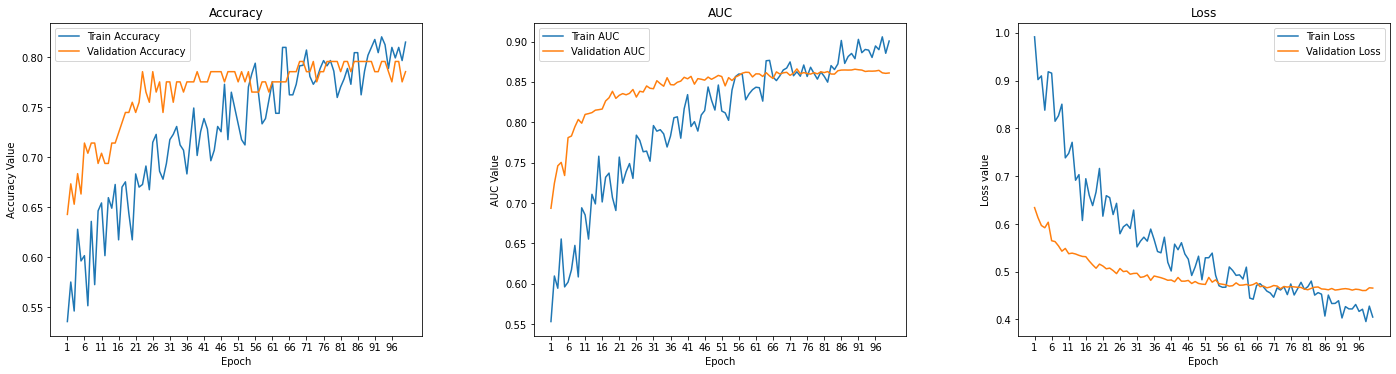 Accuracy
Train Accuracy
Validation Accuracy
Accuracy Value
0.80
0.75
0.70
0.65
0.60
0.55
1 6 11 16 21 26 31 36 41 46 51 56 61 66 71 76 81 86 91 96
Epoch
AUC
Train AUC
Validation AUC
AUC Value
0.90
0.85
0.80
0.75
0.70
0.65
0.60
0.55
1 6 11 16 21 26 31 36 41 46 51 56 61 66 71 76 81 86 91 96
Epoch
Loss
Train Loss
Validation Loss
Loss value
1.0
0.9
0.8
0.7
0.6
0.5
0.4
1 6 11 16 21 26 31 36 41 46 51 56 61 66 71 76 81 86 91 96
Epoch